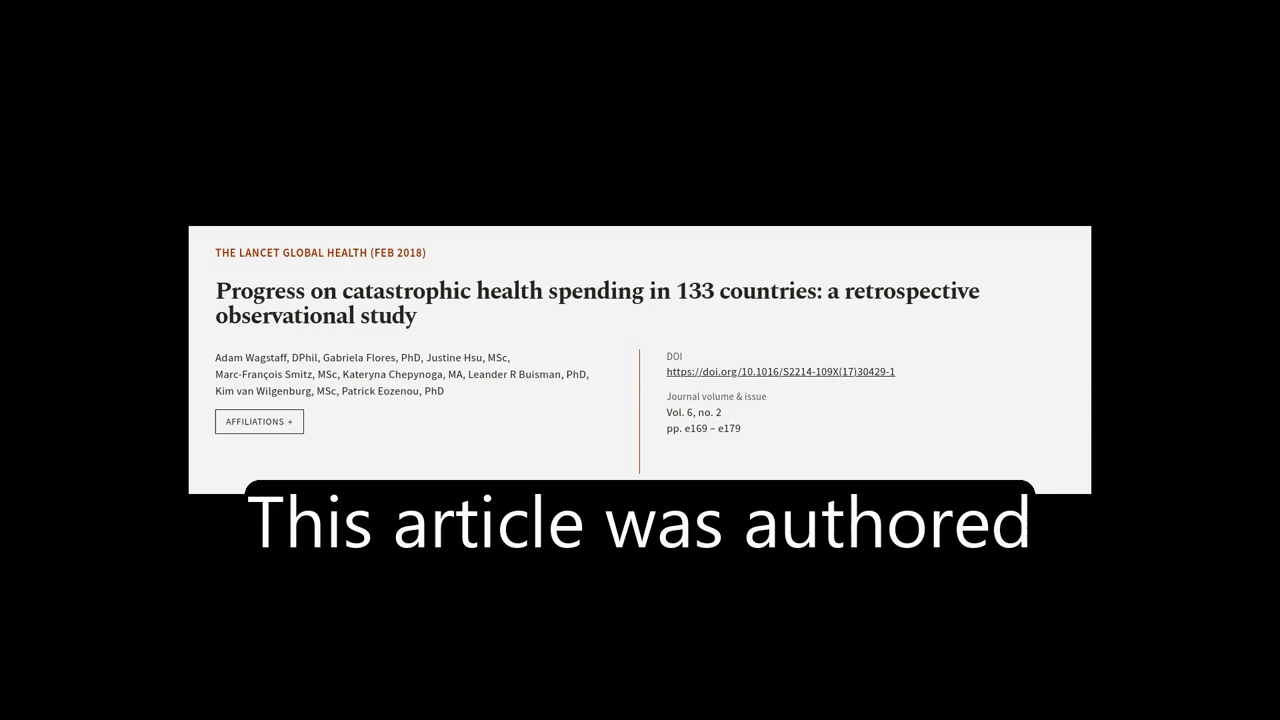 THE LANCET GLOBAL HEALTH (FEB 2018)
Progress on catastrophic health spending in 133 countries: a retrospective
observational study
Adam Wagstaff, DPhil, Gabriela Flores, PhD, Justine Hsu, MSc,
Marc-François Smitz, MSc, Kateryna Chepynoga, MA, Leander R Buisman, PhD,
Kim van Wilgenburg, MSc, Patrick Eozenou, PhD
AFFILIATIONS +
DOI
https://doi.org/10.1016/S2214-109X(17)30429-1
Journal volume & issue
Vol. 6, no. 2
pp. e169 – e179
This article was authored